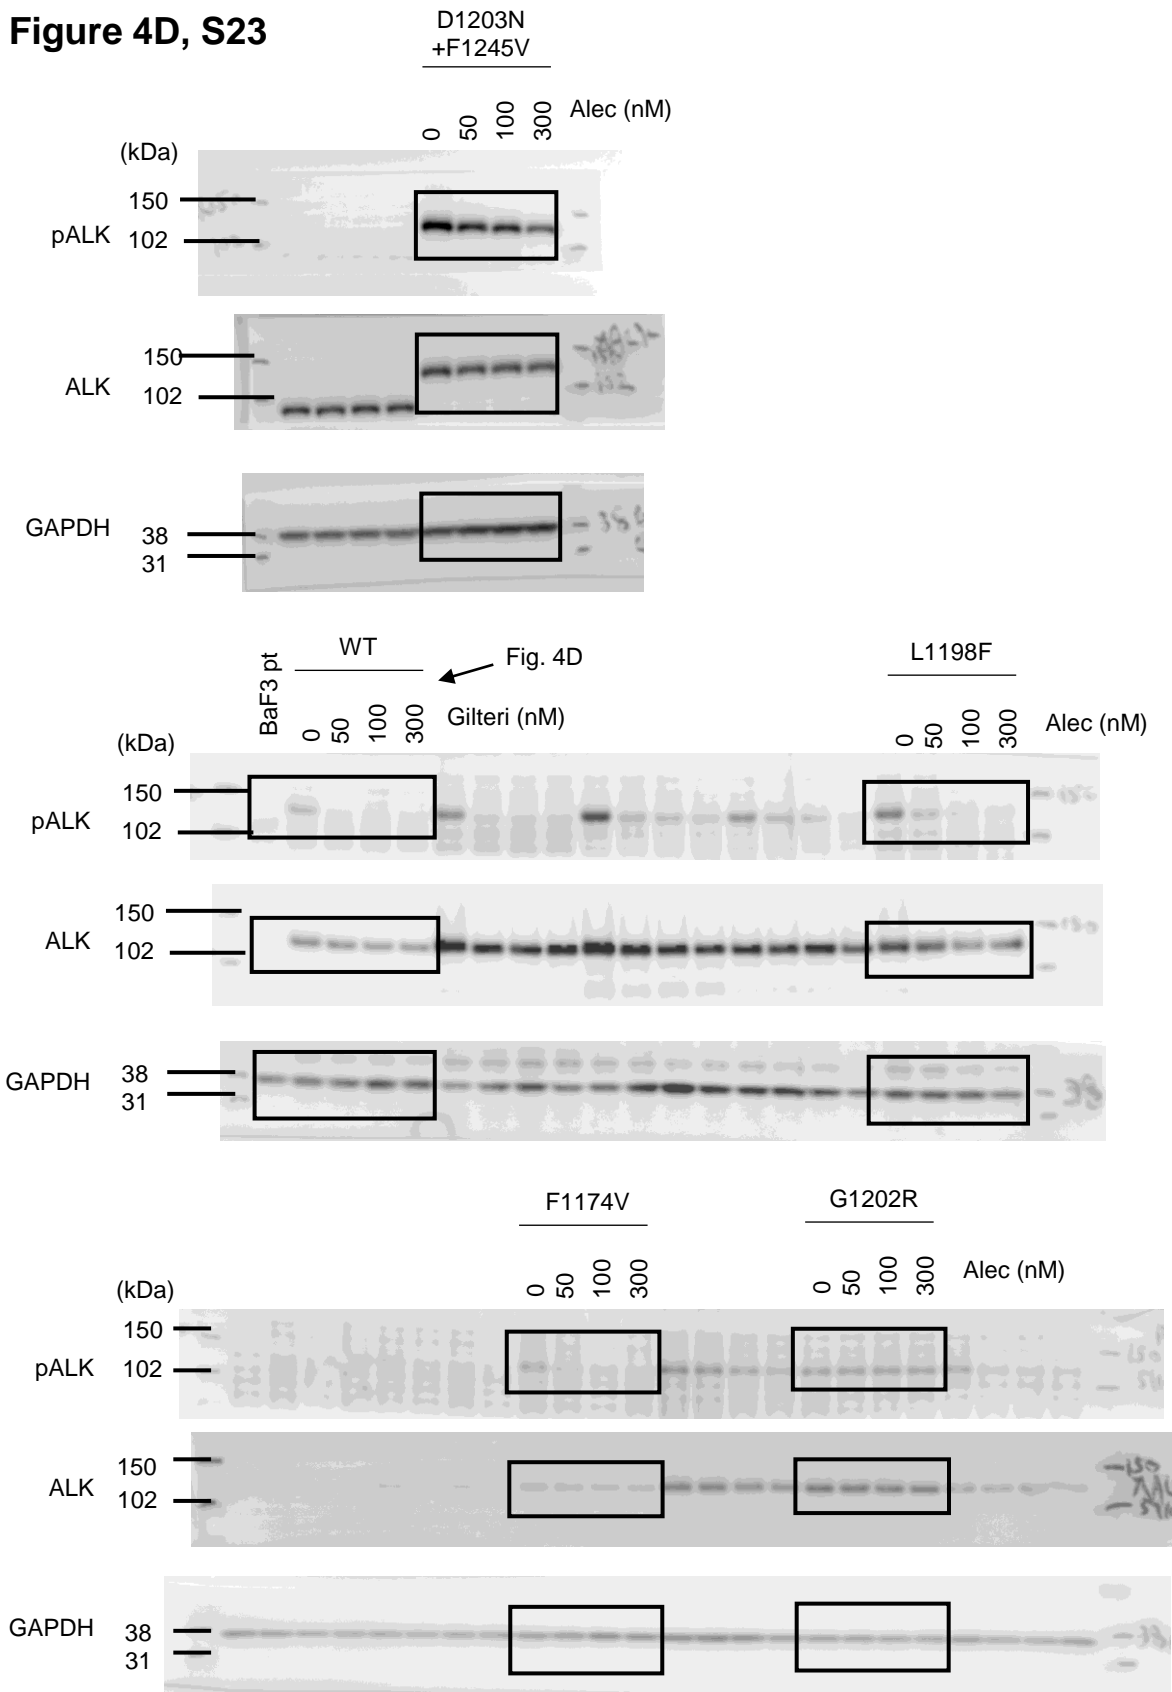 Figure 4D, S23
D1203N
+F1245V
0 50 100 300 Alec (nM)
(kDa)
150
pALK 102
150
ALK 102
GAPDH 38
31
BaF3 pt WT Fig. 4D L1198F
0 50 100 300 Gilteri (nM) 0 50 100 300 Alec (nM)
(kDa)
150
pALK 102
150
ALK 102
GAPDH 38
31
F1174V G1202R
0 50 100 300 0 50 100 300 Alec (nM)
(kDa)
150
pALK 102
150
ALK 102
GAPDH 38
31